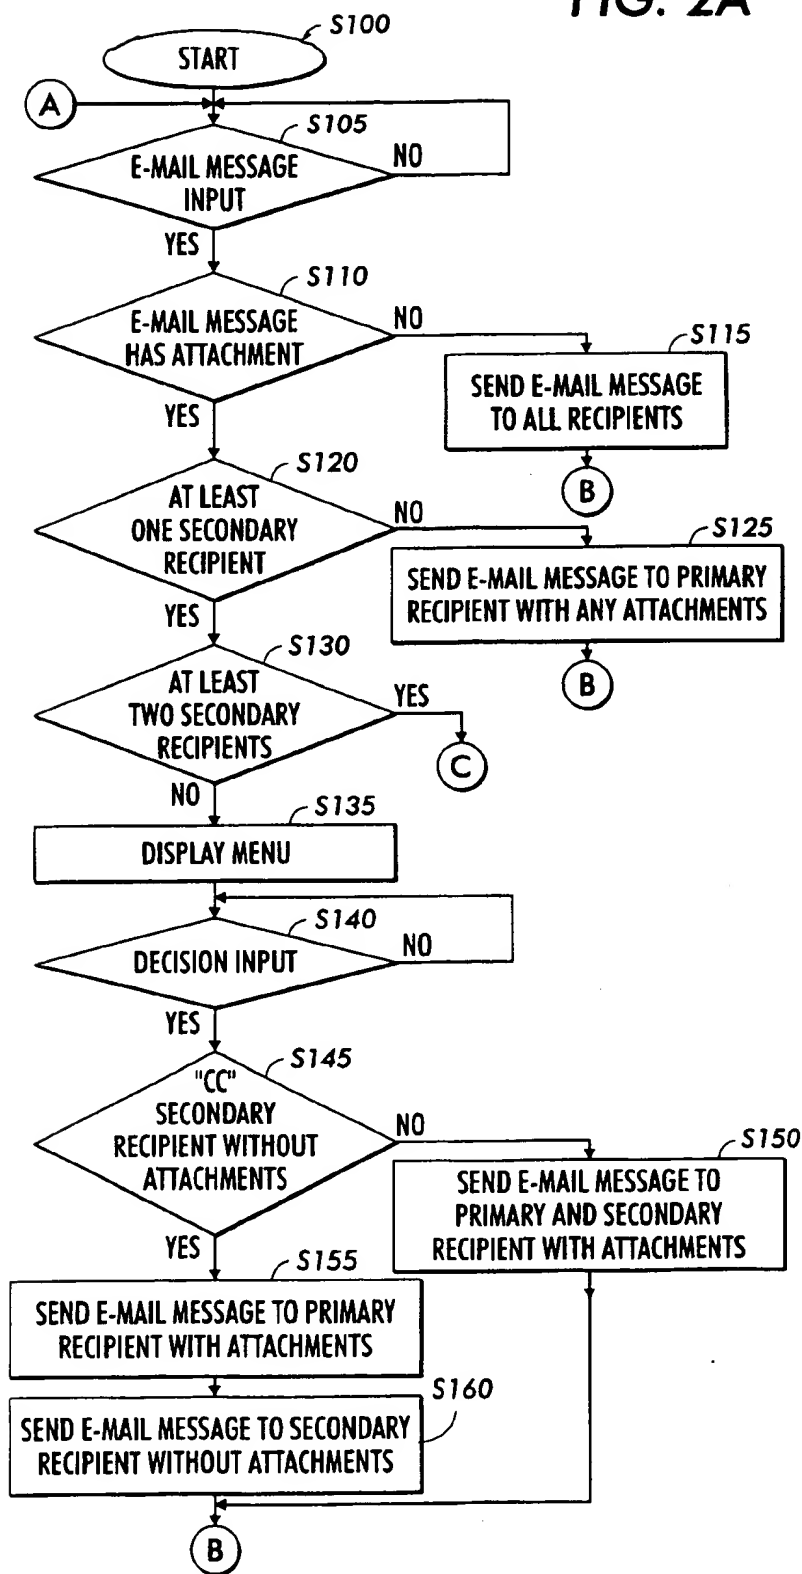 FIG. 2A
S100
START
A
S105
E-MAIL MESSAGE
INPUT
NO
YES
S110
E-MAIL MESSAGE
HAS ATTACHMENT
NO
YES
S115
SEND E-MAIL MESSAGE
TO ALL RECIPIENTS
B
S120
AT LEAST
ONE SECONDARY
RECIPIENT
NO
YES
S125
SEND E-MAIL MESSAGE TO PRIMARY
RECIPIENT WITH ANY ATTACHMENTS
B
S130
AT LEAST
TWO SECONDARY
RECIPIENTS
YES
C
NO
S135
DISPLAY MENU
S140
DECISION INPUT
NO
YES
S145
"CC"
SECONDARY
RECIPIENT WITHOUT
ATTACHMENTS
NO
YES
S150
SEND E-MAIL MESSAGE TO
PRIMARY AND SECONDARY
RECIPIENT WITH ATTACHMENTS
S155
SEND E-MAIL MESSAGE TO PRIMARY
RECIPIENT WITH ATTACHMENTS
S160
SEND E-MAIL MESSAGE TO SECONDARY
RECIPIENT WITHOUT ATTACHMENTS
B